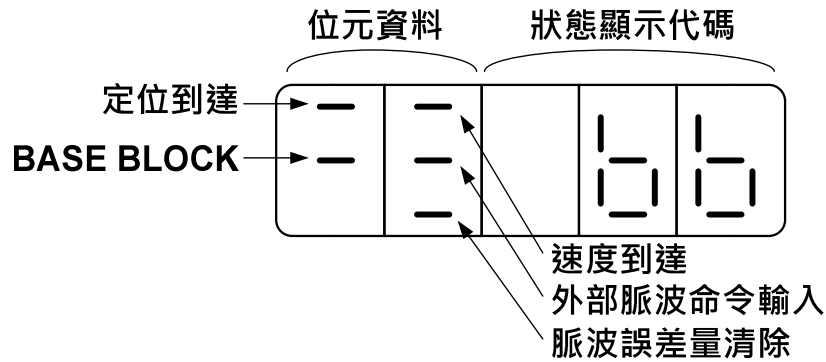 位元資料 狀態顯示代碼
定位到達
BASE BLOCK
bb
速度到達
外部脈波命令輸入
脈波誤差量清除